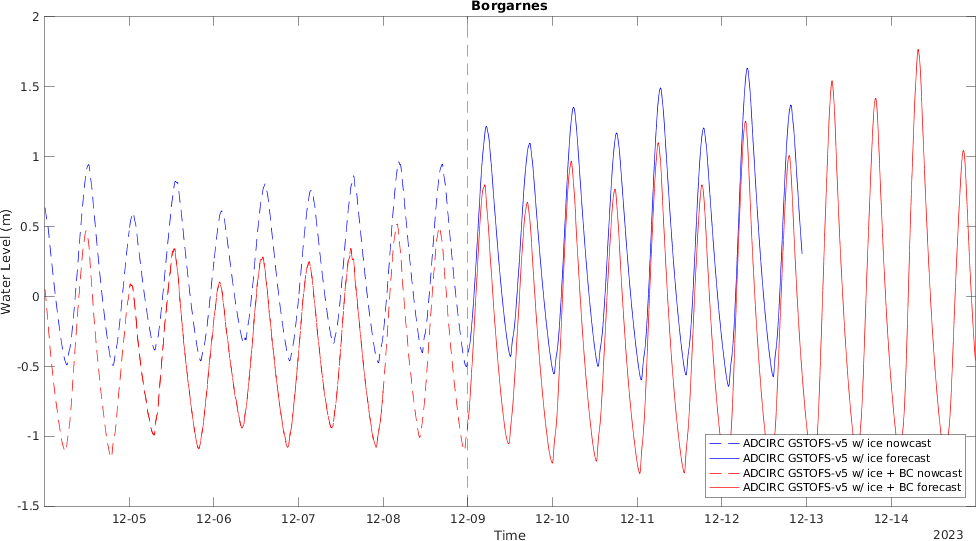 Borgarnes
2
1.5
1
0.5
0
-0.5
-1
-1.5
Water Level (m)
12-05 12-06 12-07 12-08 12-09 12-10 12-11 12-12 12-13 12-14
Time
2023
ADCIRC GSTOFS-v5 w/ ice nowcast
ADCIRC GSTOFS-v5 w/ ice forecast
ADCIRC GSTOFS-v5 w/ ice + BC nowcast
ADCIRC GSTOFS-v5 w/ ice + BC forecast